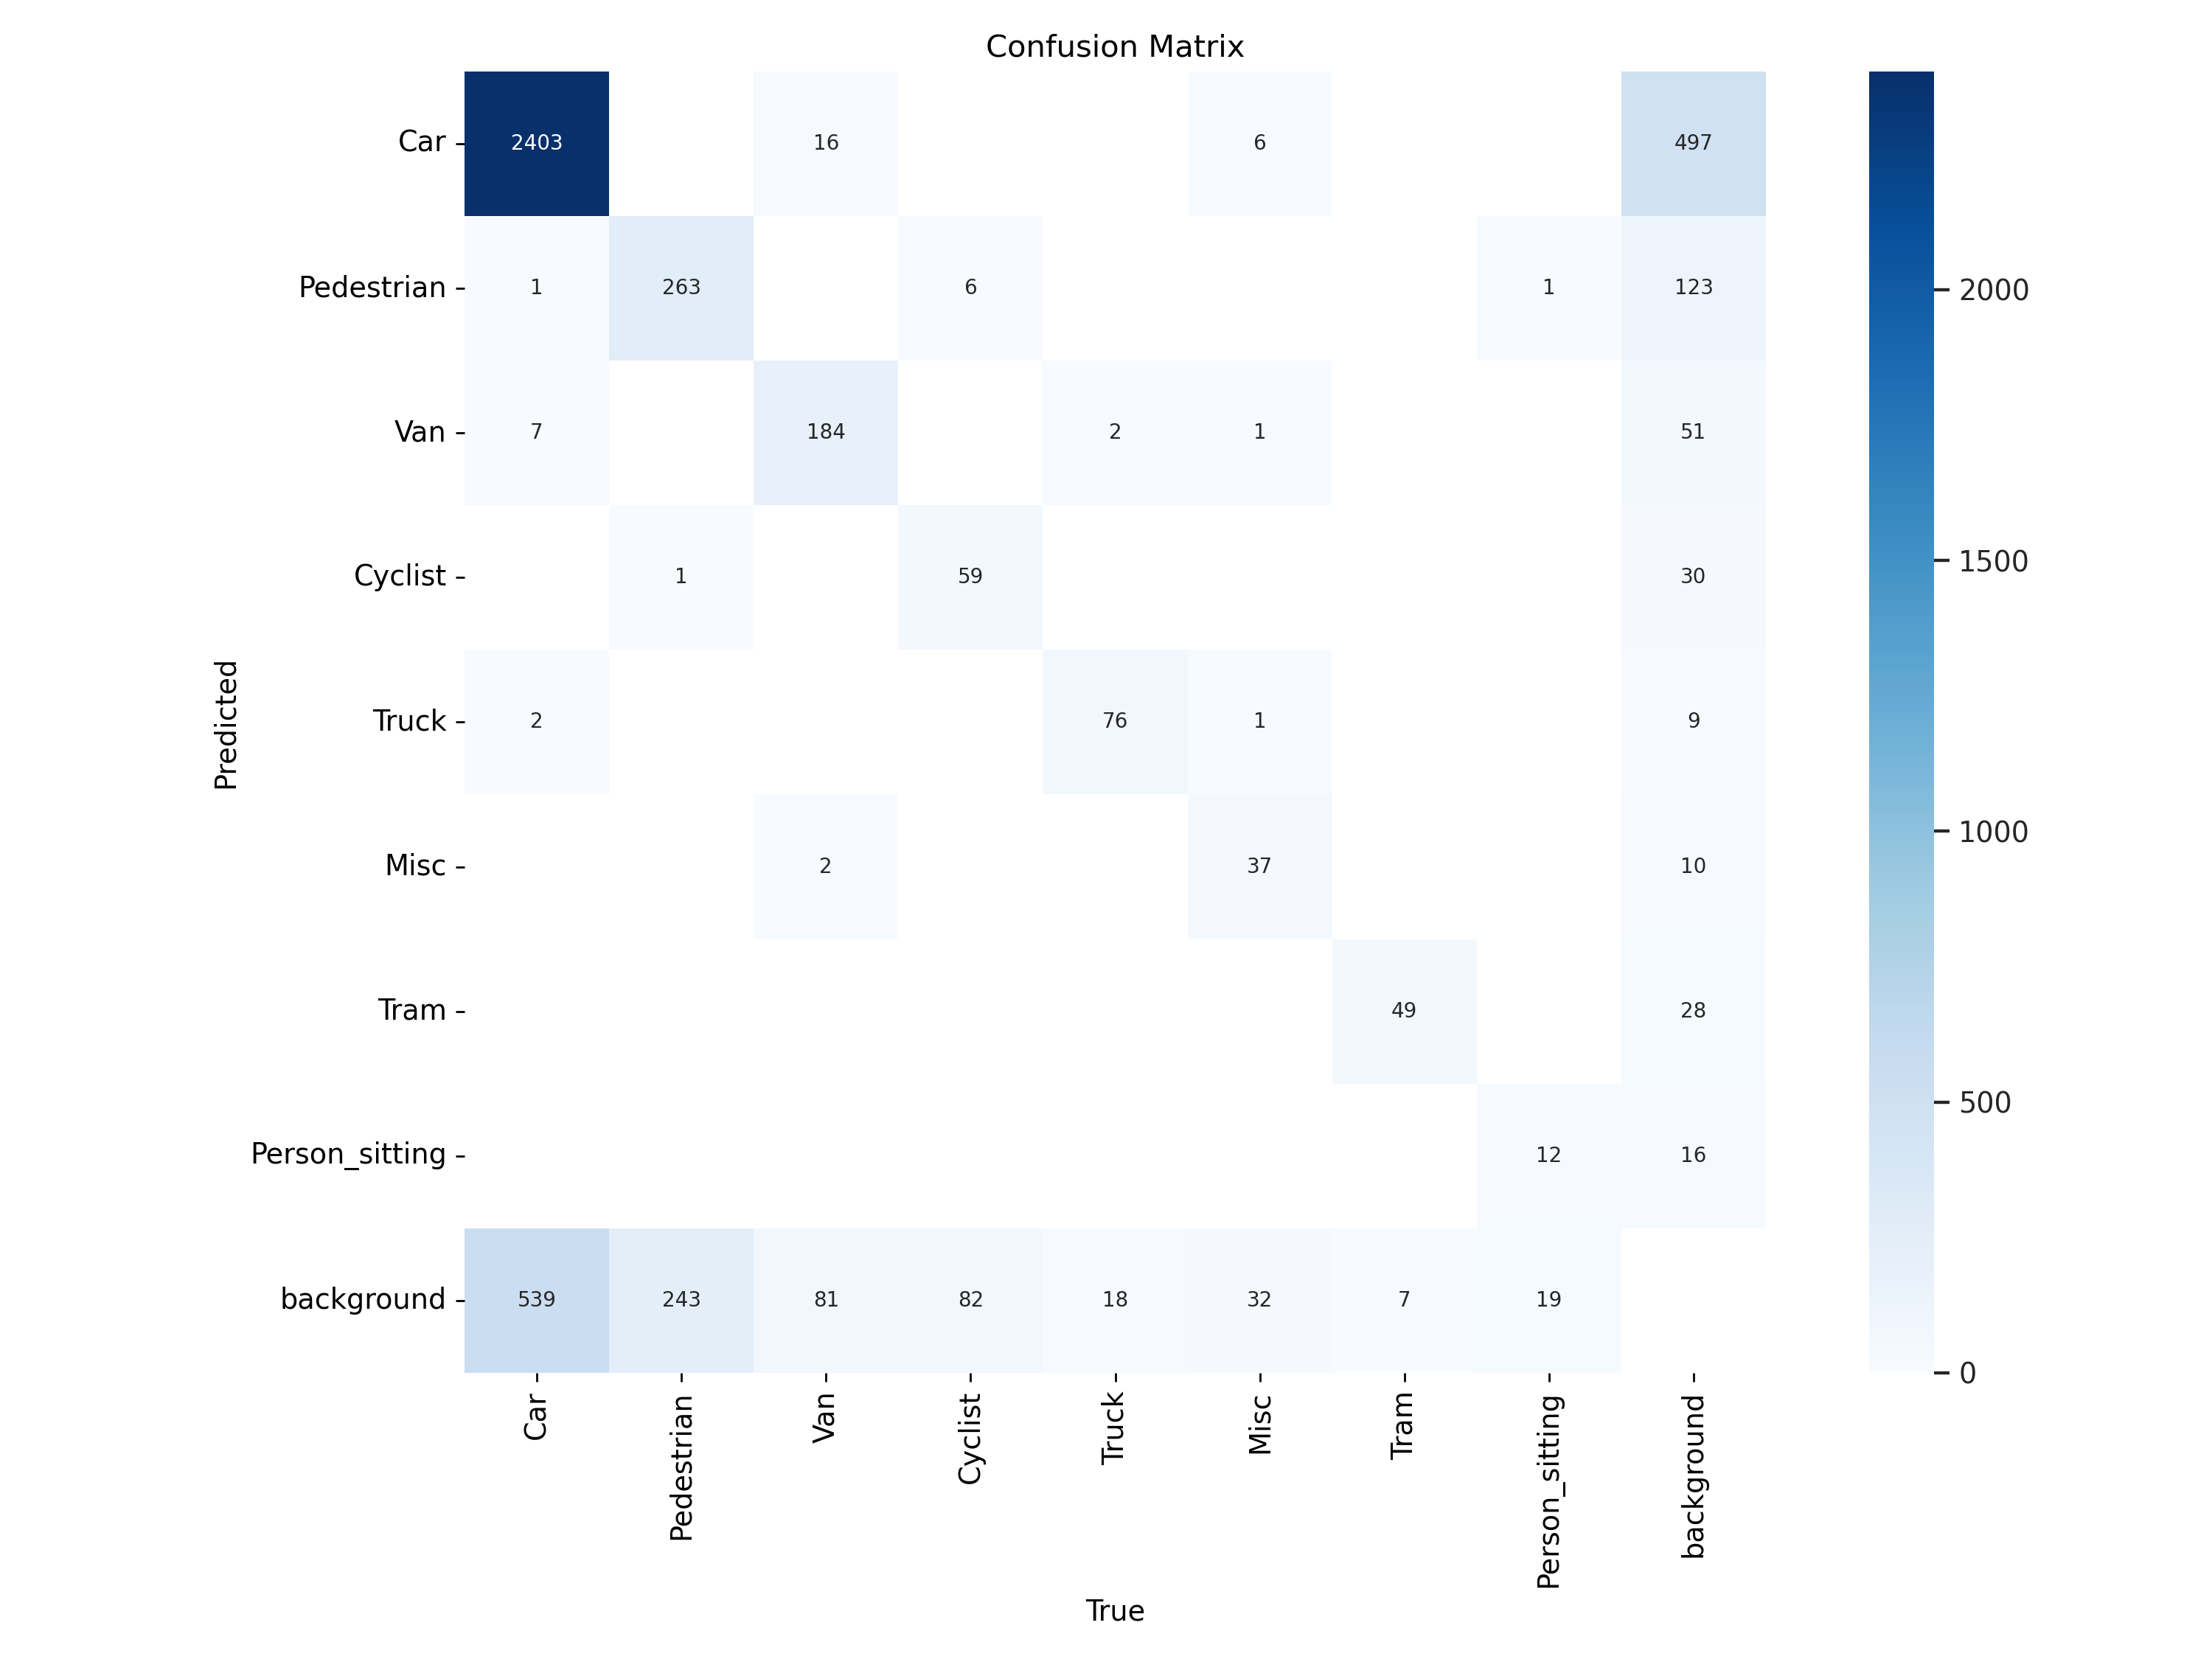 Confusion Matrix
Car 2403 16 6 497
Pedestrian 1 263 6 1 123 2000
Van 7 184 2 1 51
Cyclist 1 59 30 1500
Predicted
Truck 2 76 1 9
Misc 2 37 10 1000
Tram 49 28
500
Person_sitting 12 16
background 539 243 81 82 18 32 7 19
0
Car Pedestrian Van Cyclist Truck Misc Tram Person_sitting background
True